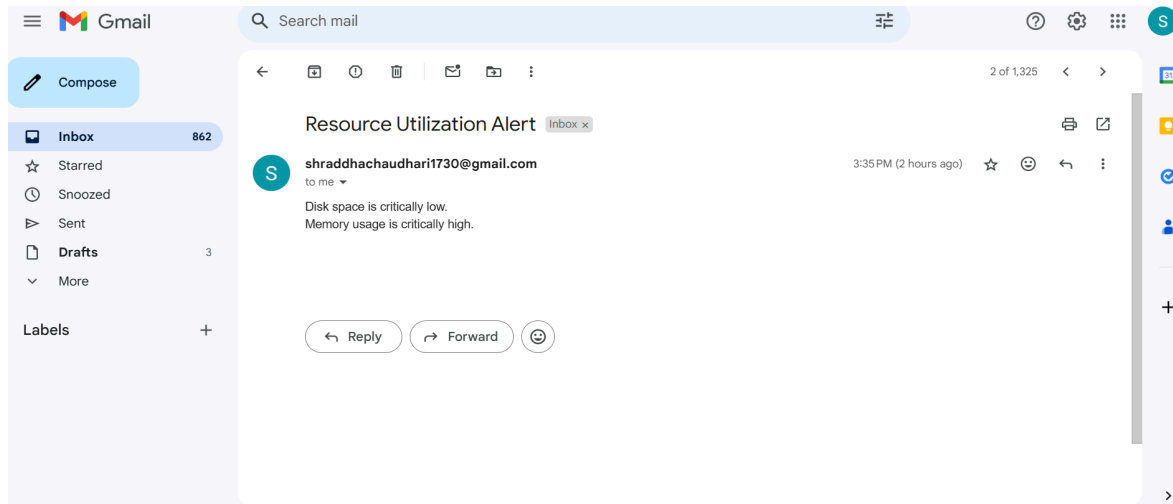 Gmail
Search mail
S
Compose
2 of 1,325
31
Resource Utilization Alert Inbox x
Inbox 862
Starred
S
shraddhachaudhari1730@gmail.com 3:35 PM (2 hours ago)
to me
Snoozed
Disk space is critically low.
Memory usage is critically high.
Sent
Drafts 3
More
Labels
Reply Forward